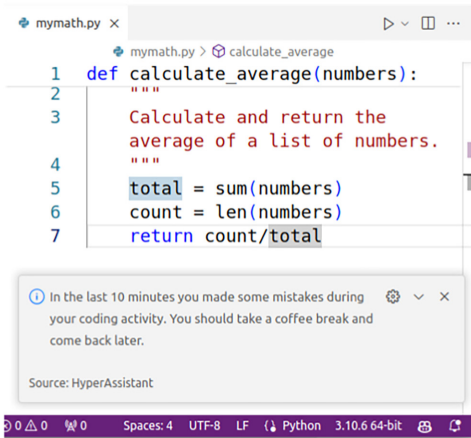 mymath.py
mymath.py > calculate_average
1 def calculate_average(numbers):
2 """
3 Calculate and return the
average of a list of numbers.
4 """
5 total = sum(numbers)
6 count = len(numbers)
7 return count/total
In the last 10 minutes you made some mistakes during
your coding activity. You should take a coffee break and
come back later.
Source: HyperAssistant
0 0 0 Spaces: 4 UTF-8 LF Python 3.10.6 64-bit